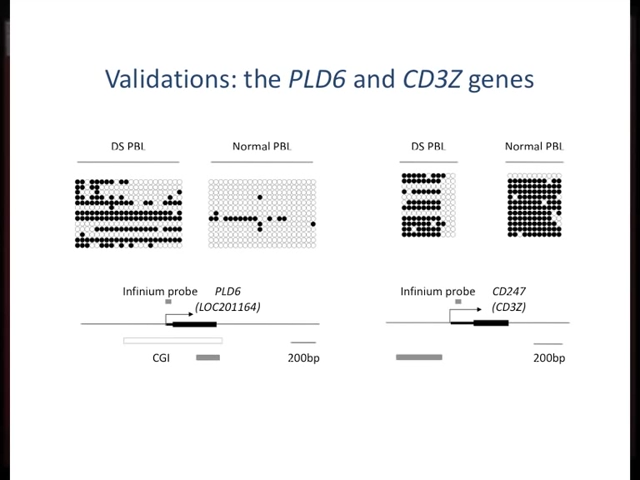 Validations: the PLD6 and CD3Z genes
DS PBL Normal PBL DS PBL Normal PBL
Infinium probe PLD6 Infinium probe CD247
(LOC201164) (CD3Z)
CGI 200bp 200bp